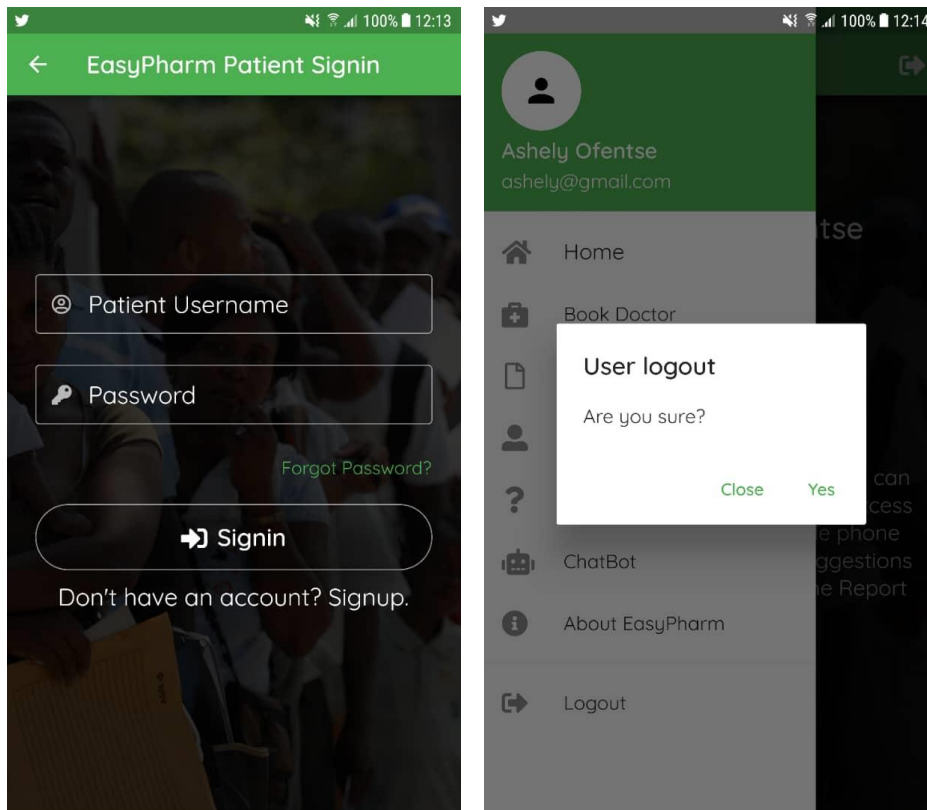 100% 12:13
EasyPharm Patient Signin
Patient Username
Password
Forgot Password?
Signin
Don't have an account? Signup.
100% 12:14
Ashely Ofentse
ashely@gmail.com
tse
Home
Book Doctor
User logout
Are you sure?
can
Close Yes
cess
e phone
ChatBot
ggestions
e Report
About EasyPharm
Logout